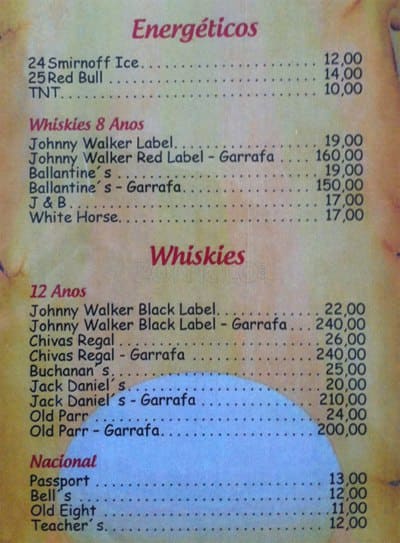 Energéticos
24 Smirnoff Ice 12,00
25 Red Bull 14,00
TNT 10,00
Whiskies 8 Anos
Johnny Walker Label 19,00
Johnny Walker Red Label - Garrafa 160,00
Ballantine´s 19,00
Ballantine´s - Garrafa 150,00
J & B 17,00
White Horse 17,00
Whiskies
12 Anos
Johnny Walker Black Label 22,00
Johnny Walker Black Label - Garrafa 240,00
Chivas Regal 26,00
Chivas Regal - Garrafa 240,00
Buchanan´s 25,00
Jack Daniel´s 20,00
Jack Daniel´s - Garrafa 210,00
Old Parr 24,00
Old Parr - Garrafa 200,00
Nacional
Passport 13,00
Bell´s 12,00
Old Eight 11,00
Teacher´s 12,00